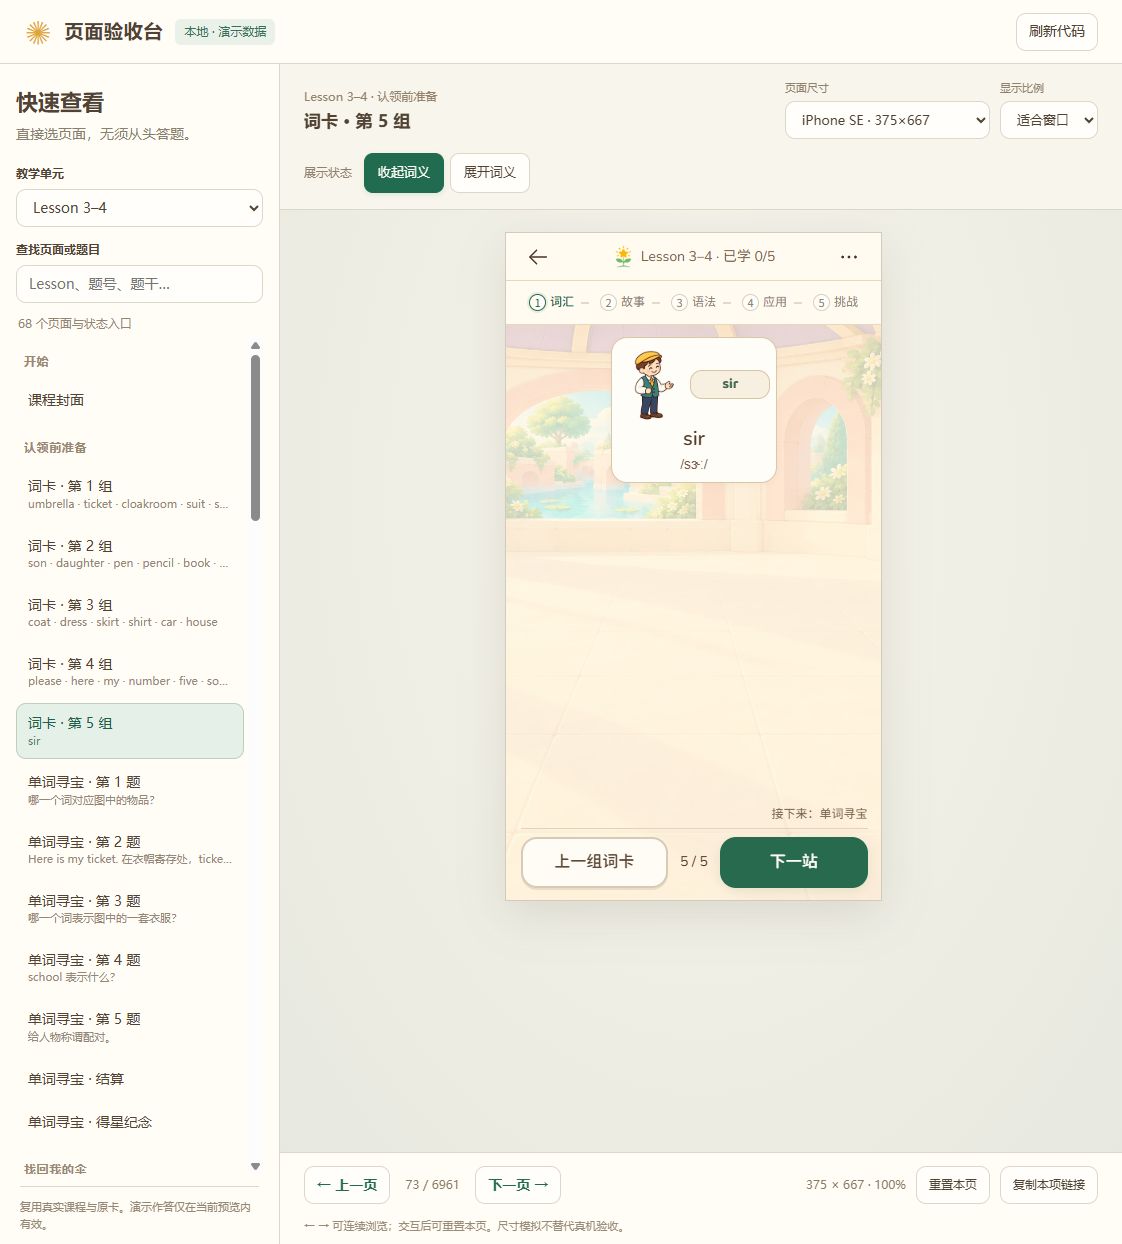 页面验收台
本地 · 演示数据
刷新代码
快速查看
直接选页面，无须从头答题。
教学单元
Lesson 3–4
查找页面或题目
Lesson、题号、题干...
68 个页面与状态入口
开始
课程封面
认领前准备
词卡 · 第 1 组
umbrella · ticket · cloakroom · suit · s...
词卡 · 第 2 组
son · daughter · pen · pencil · book · ...
词卡 · 第 3 组
coat · dress · skirt · shirt · car · house
词卡 · 第 4 组
please · here · my · number · five · so...
词卡 · 第 5 组
sir
单词寻宝 · 第 1 题
哪一个词对应图中的物品？
单词寻宝 · 第 2 题
Here is my ticket. 在衣帽寄存处，ticke...
单词寻宝 · 第 3 题
哪一个词表示图中的一套衣服？
单词寻宝 · 第 4 题
school 表示什么？
单词寻宝 · 第 5 题
给人物称谓配对。
单词寻宝 · 结算
单词寻宝 · 得星纪念
找回我的伞
复用真实课程与原卡。演示作答仅在当前预览内
有效。
Lesson 3–4 · 认领前准备
词卡 • 第 5 组
页面尺寸
iPhone SE · 375×667
显示比例
适合窗口
展示状态
收起词义
展开词义
Lesson 3–4 · 已学 0/5
1 词汇
2 故事
3 语法
4 应用
5 挑战
sir
sir
/sɝː/
接下来：单词寻宝
上一组词卡
5 / 5
下一站
← 上一页
73 / 6961
下一页 →
375 × 667 · 100%
重置本页
复制本项链接
← → 可连续浏览；交互后可重置本页。尺寸模拟不替代真机验收。